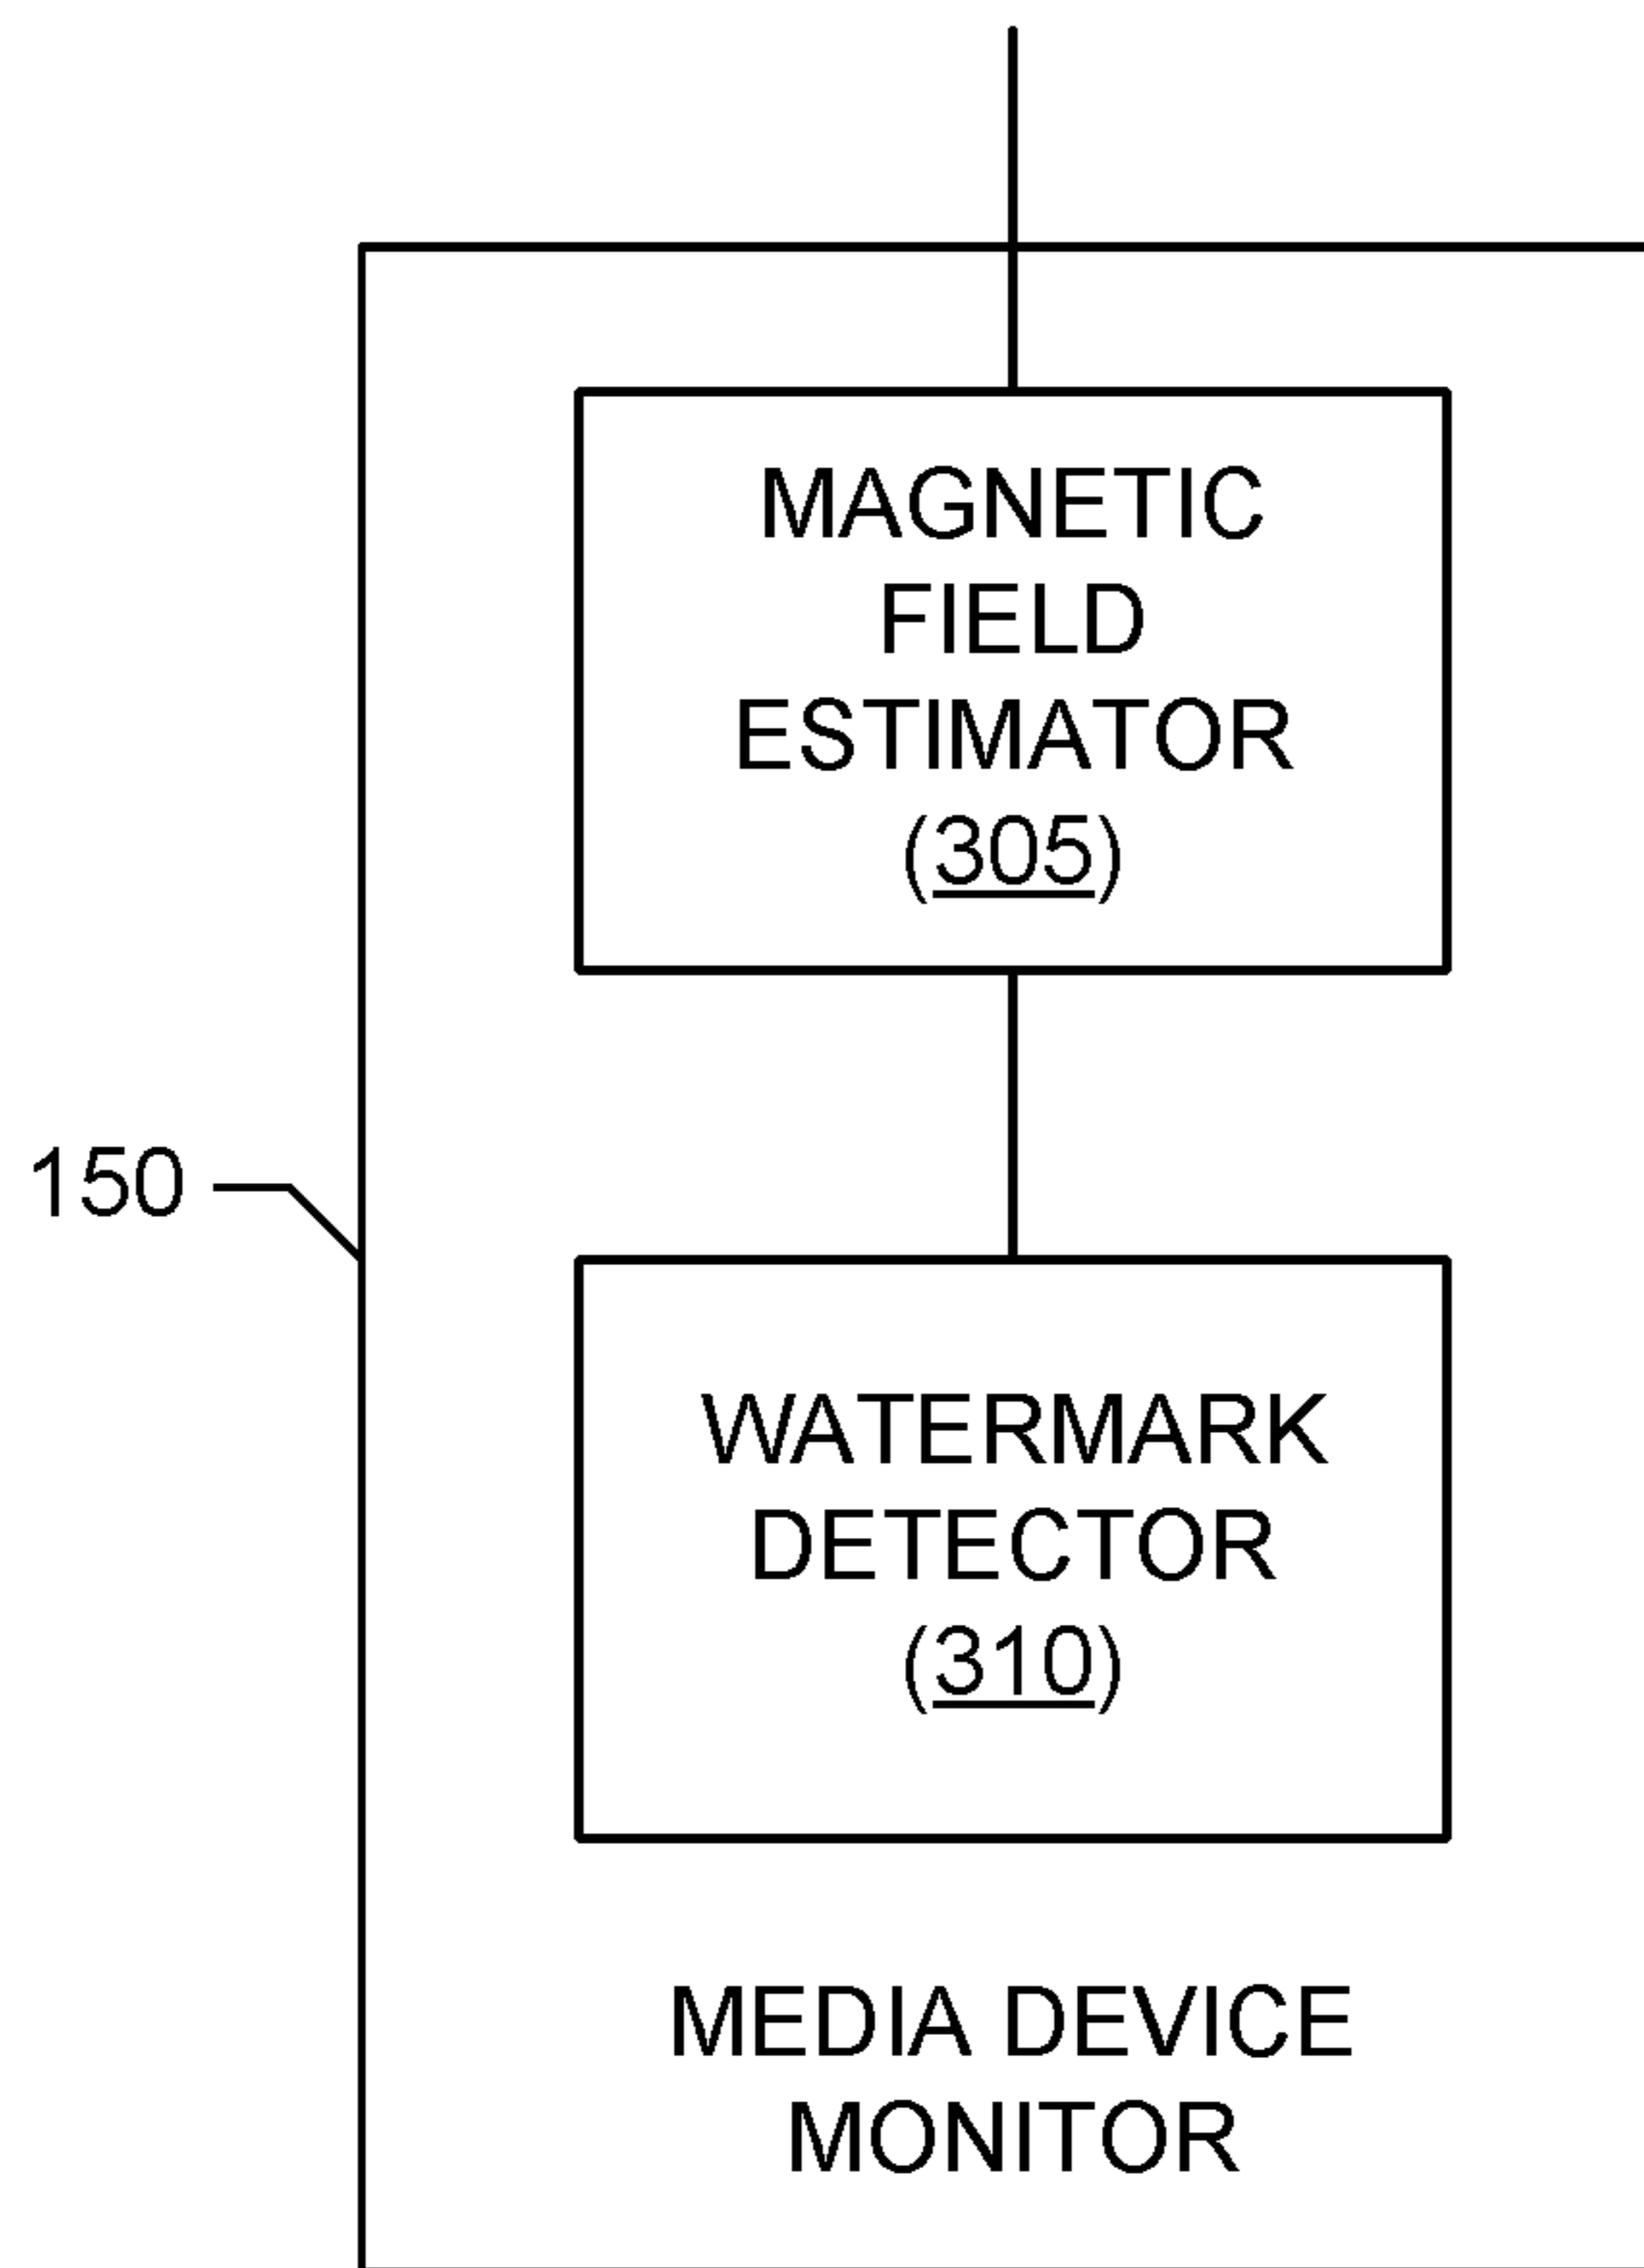 MAGNETIC
FIELD
ESTIMATOR
(305)
150
WATERMARK
DETECTOR
(310)
MEDIA DEVICE
MONITOR